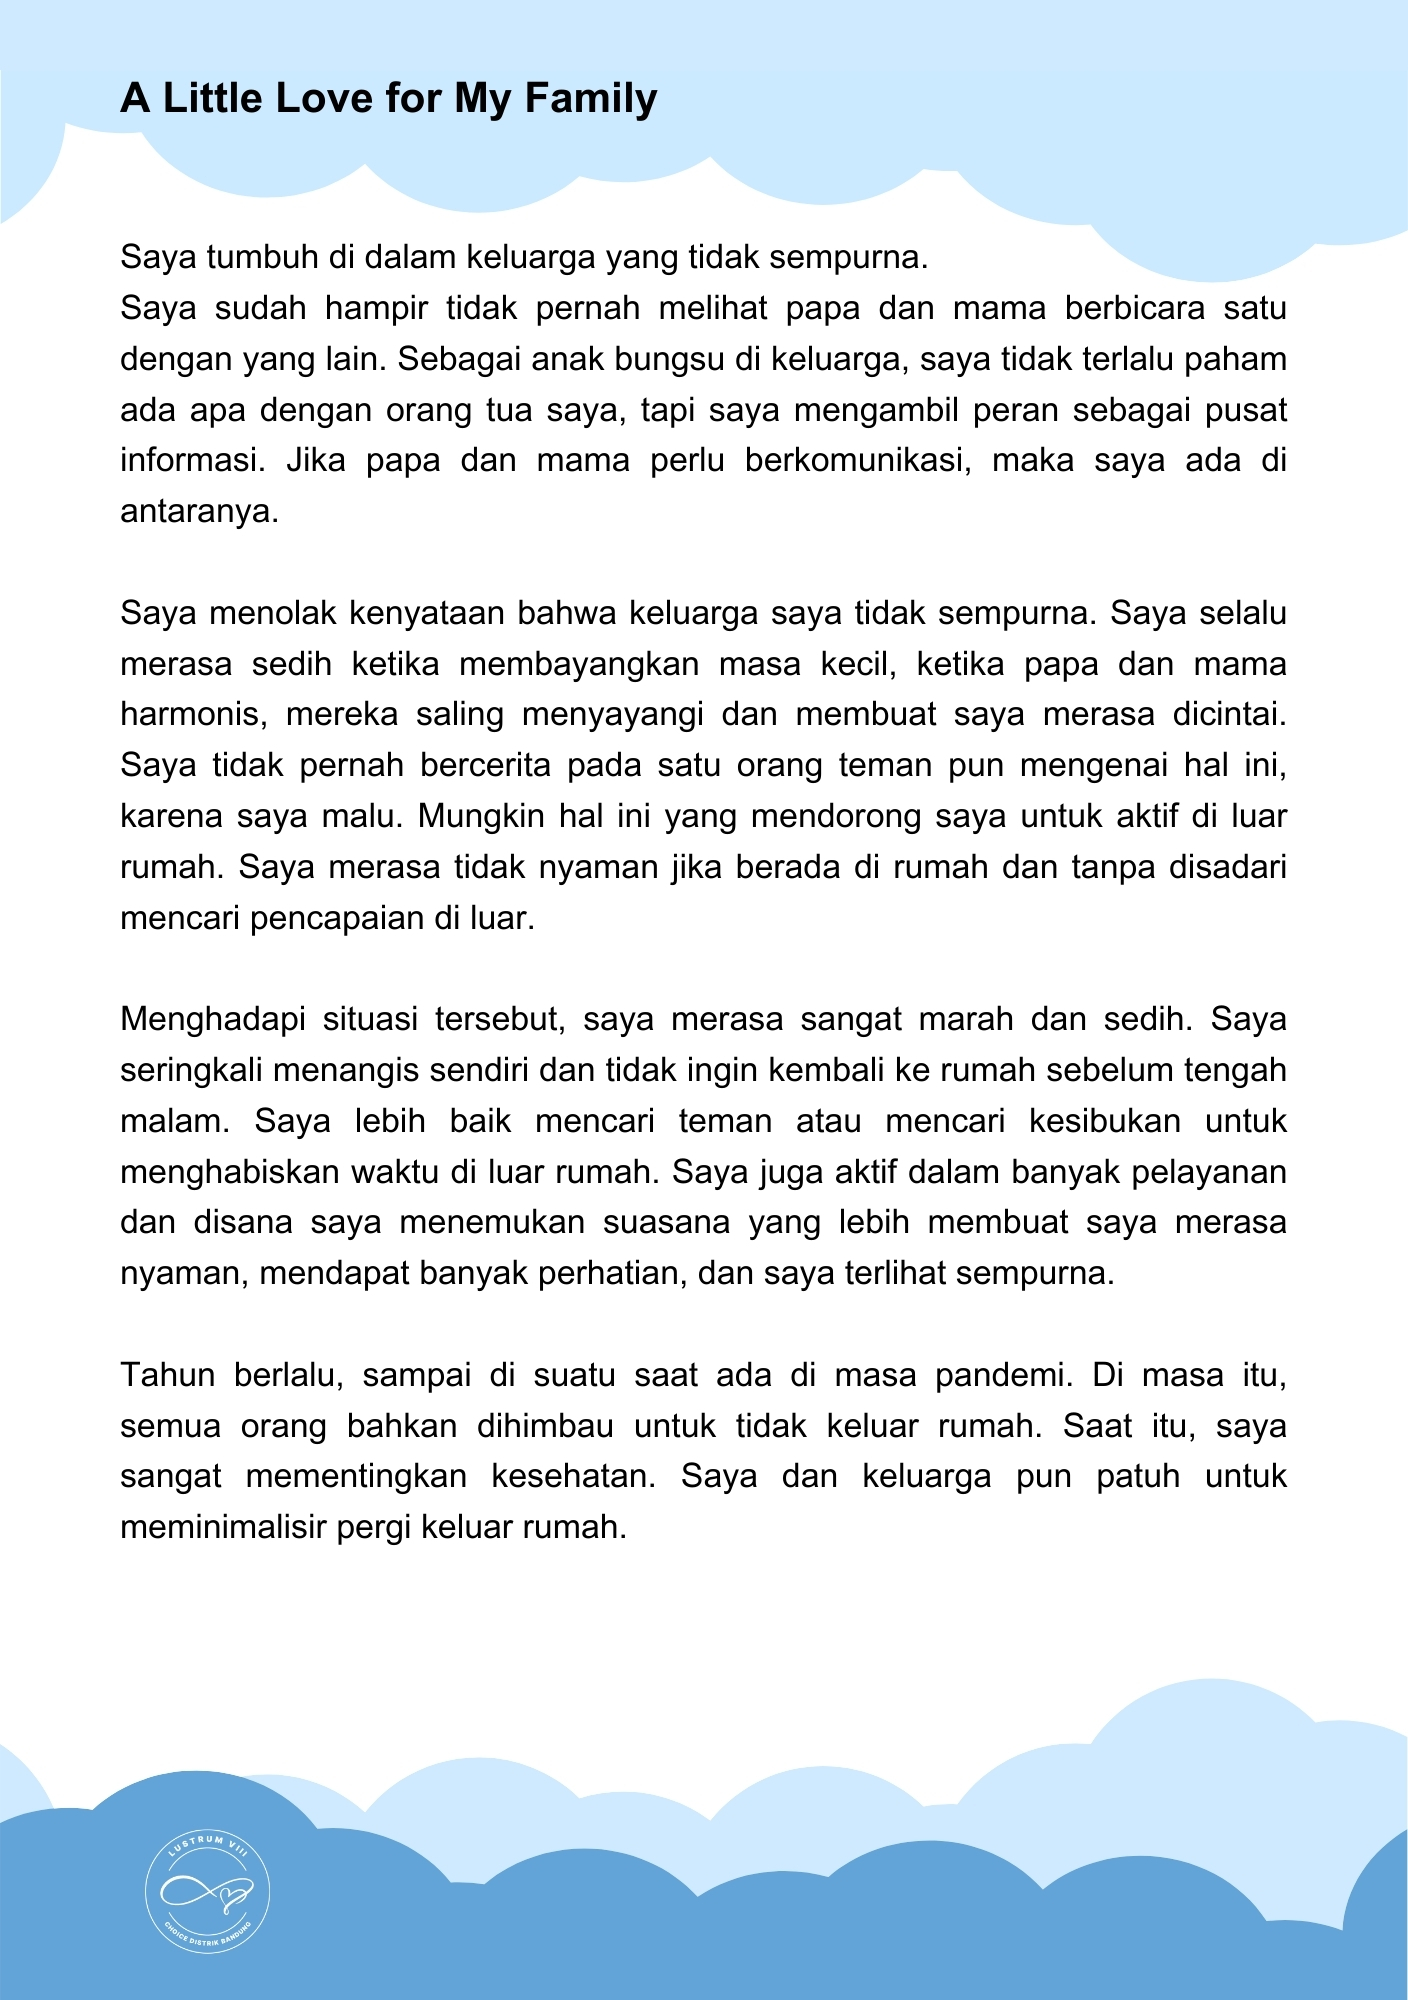 A Little Love for My Family
Saya tumbuh di dalam keluarga yang tidak sempurna.
Saya sudah hampir tidak pernah melihat papa dan mama berbicara satu
dengan yang lain. Sebagai anak bungsu di keluarga, saya tidak terlalu paham
ada apa dengan orang tua saya, tapi saya mengambil peran sebagai pusat
informasi. Jika papa dan mama perlu berkomunikasi, maka saya ada di
antaranya.
Saya menolak kenyataan bahwa keluarga saya tidak sempurna. Saya selalu
merasa sedih ketika membayangkan masa kecil, ketika papa dan mama
harmonis, mereka saling menyayangi dan membuat saya merasa dicintai.
Saya tidak pernah bercerita pada satu orang teman pun mengenai hal ini,
karena saya malu. Mungkin hal ini yang mendorong saya untuk aktif di luar
rumah. Saya merasa tidak nyaman jika berada di rumah dan tanpa disadari
mencari pencapaian di luar.
Menghadapi situasi tersebut, saya merasa sangat marah dan sedih. Saya
seringkali menangis sendiri dan tidak ingin kembali ke rumah sebelum tengah
malam. Saya lebih baik mencari teman atau mencari kesibukan untuk
menghabiskan waktu di luar rumah. Saya juga aktif dalam banyak pelayanan
dan disana saya menemukan suasana yang lebih membuat saya merasa
nyaman, mendapat banyak perhatian, dan saya terlihat sempurna.
Tahun berlalu, sampai di suatu saat ada di masa pandemi. Di masa itu,
semua orang bahkan dihimbau untuk tidak keluar rumah. Saat itu, saya
sangat mementingkan kesehatan. Saya dan keluarga pun patuh untuk
meminimalisir pergi keluar rumah.
LUSTRUM VIII
CHOICE DISTRIK BANDUNG